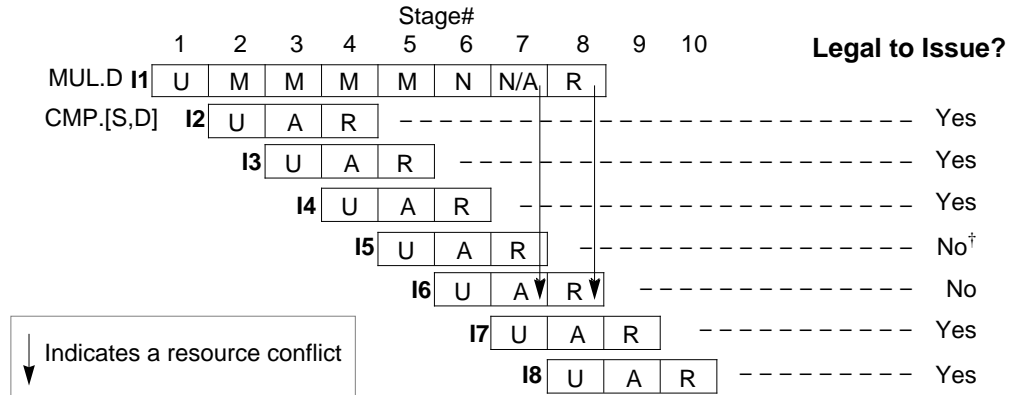 Stage#
1 2 3 4 5 6 7 8 9 10 Legal to Issue?
MUL.D I1 U M M M M N N/A R
CMP.[S,D] I2 U A R Yes
I3 U A R Yes
I4 U A R Yes
I5 U A R No†
I6 U A R No
I7 U A R Yes
Indicates a resource conflict
I8 U A R Yes